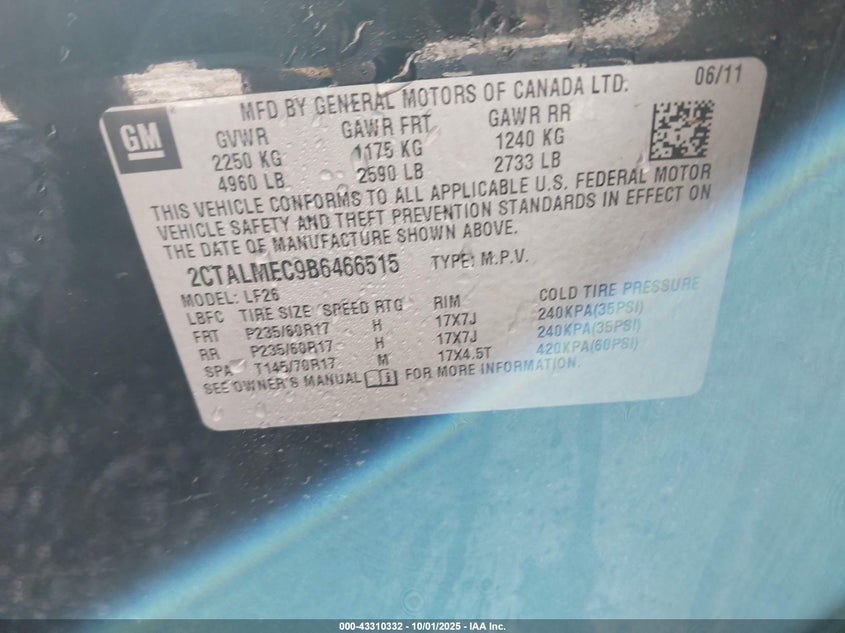 06/11
MFD BY GENERAL MOTORS OF CANADA LTD.
GM
GVWR GAWR FRT GAWR RR
2250 KG 1175 KG 1240 KG
4960 LB 2590 LB 2733 LB
THIS VEHICLE CONFORMS TO ALL APPLICABLE U.S. FEDERAL MOTOR
VEHICLE SAFETY AND THEFT PREVENTION STANDARDS IN EFFECT ON
THE DATE OF MANUFACTURE SHOWN ABOVE.
2CTALMEC9B6466515 TYPE: M.P.V.
MODEL: LF26
LBFC TIRE SIZE SPEED RTG RIM COLD TIRE PRESSURE
FRT P235/60R17 H 17X7J 240KPA(35PSI)
RR P235/60R17 H 17X7J 240KPA(35PSI)
SPA T145/70R17 M 17X4.5T 420KPA(60PSI)
SEE OWNER'S MANUAL FOR MORE INFORMATION.
000-43310332 - 10/01/2025 - IAA Inc.